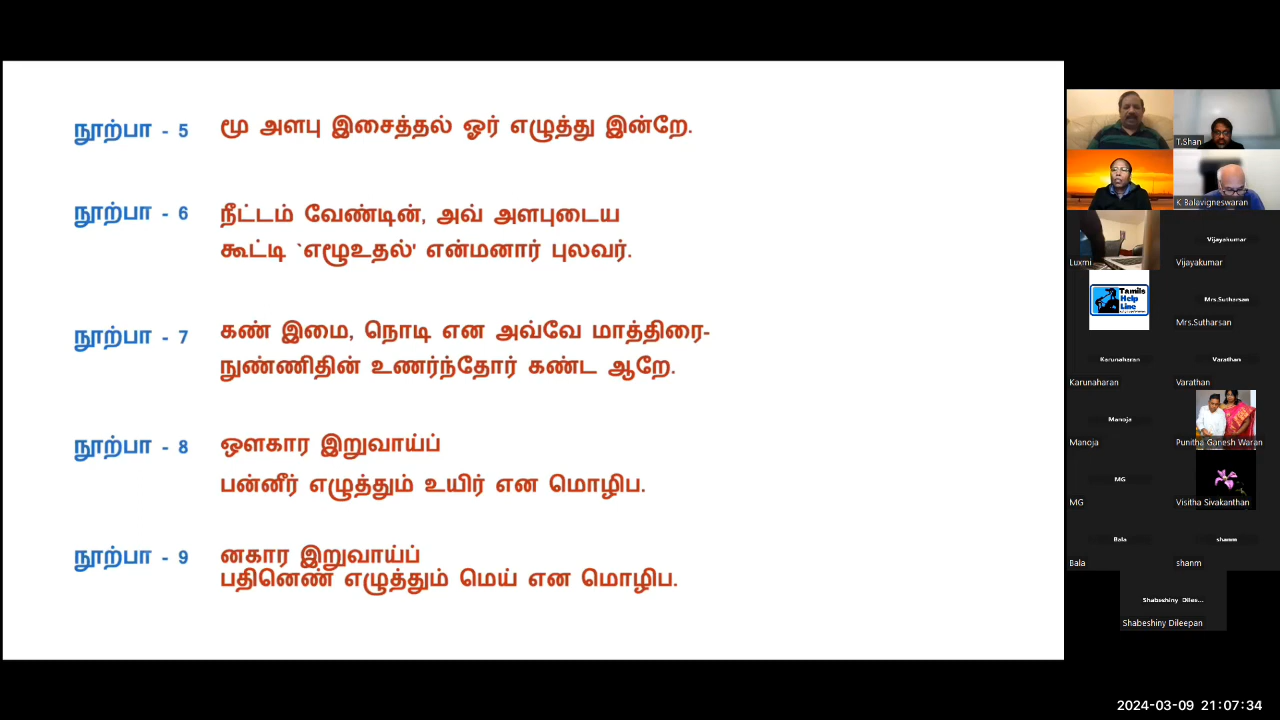 நூற்பா - 5 மூ அளபு இசைத்தல் ஓர் எழுத்து இன்றே.
நூற்பா - 6 நீட்டம் வேண்டின், அவ் அளபுடைய
கூட்டி `எழூஉதல்' என்மனார் புலவர்.
நூற்பா - 7 கண் இமை, நொடி என அவ்வே மாத்திரை-
நுண்ணிதின் உணர்ந்தோர் கண்ட ஆறே.
நூற்பா - 8 ஔகார இறுவாய்ப்
பன்னீர் எழுத்தும் உயிர் என மொழிப.
நூற்பா - 9 னகார இறுவாய்ப்
பதினெண் எழுத்தும் மெய் என மொழிப.
T.Shan
K Balavigneswaran
Luxmi
Vijayakumar
Vijayakumar
Tamils
Help
Line
Mrs.Sutharsan
Mrs.Sutharsan
Karunaharan
Karunaharan
Varathan
Varathan
Manoja
Manoja
Punitha Ganesh Waran
MG
MG
Visitha Sivakanthan
Bala
Bala
shanm
shanm
Shabeshiny Dilee...
Shabeshiny Dileepan
2024-03-09 21:07:34